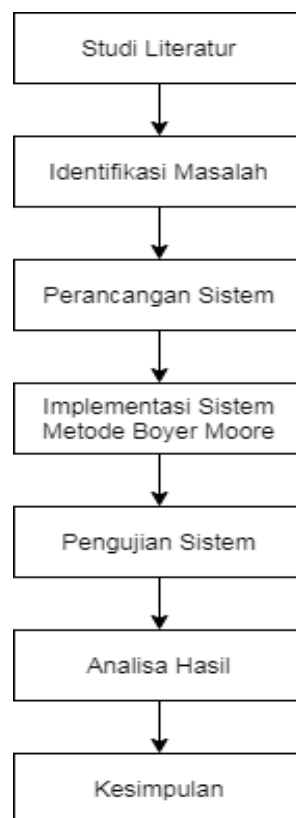 Studi Literatur
Identifikasi Masalah
Perancangan Sistem
Implementasi Sistem
Metode Boyer Moore
Pengujian Sistem
Analisa Hasil
Kesimpulan